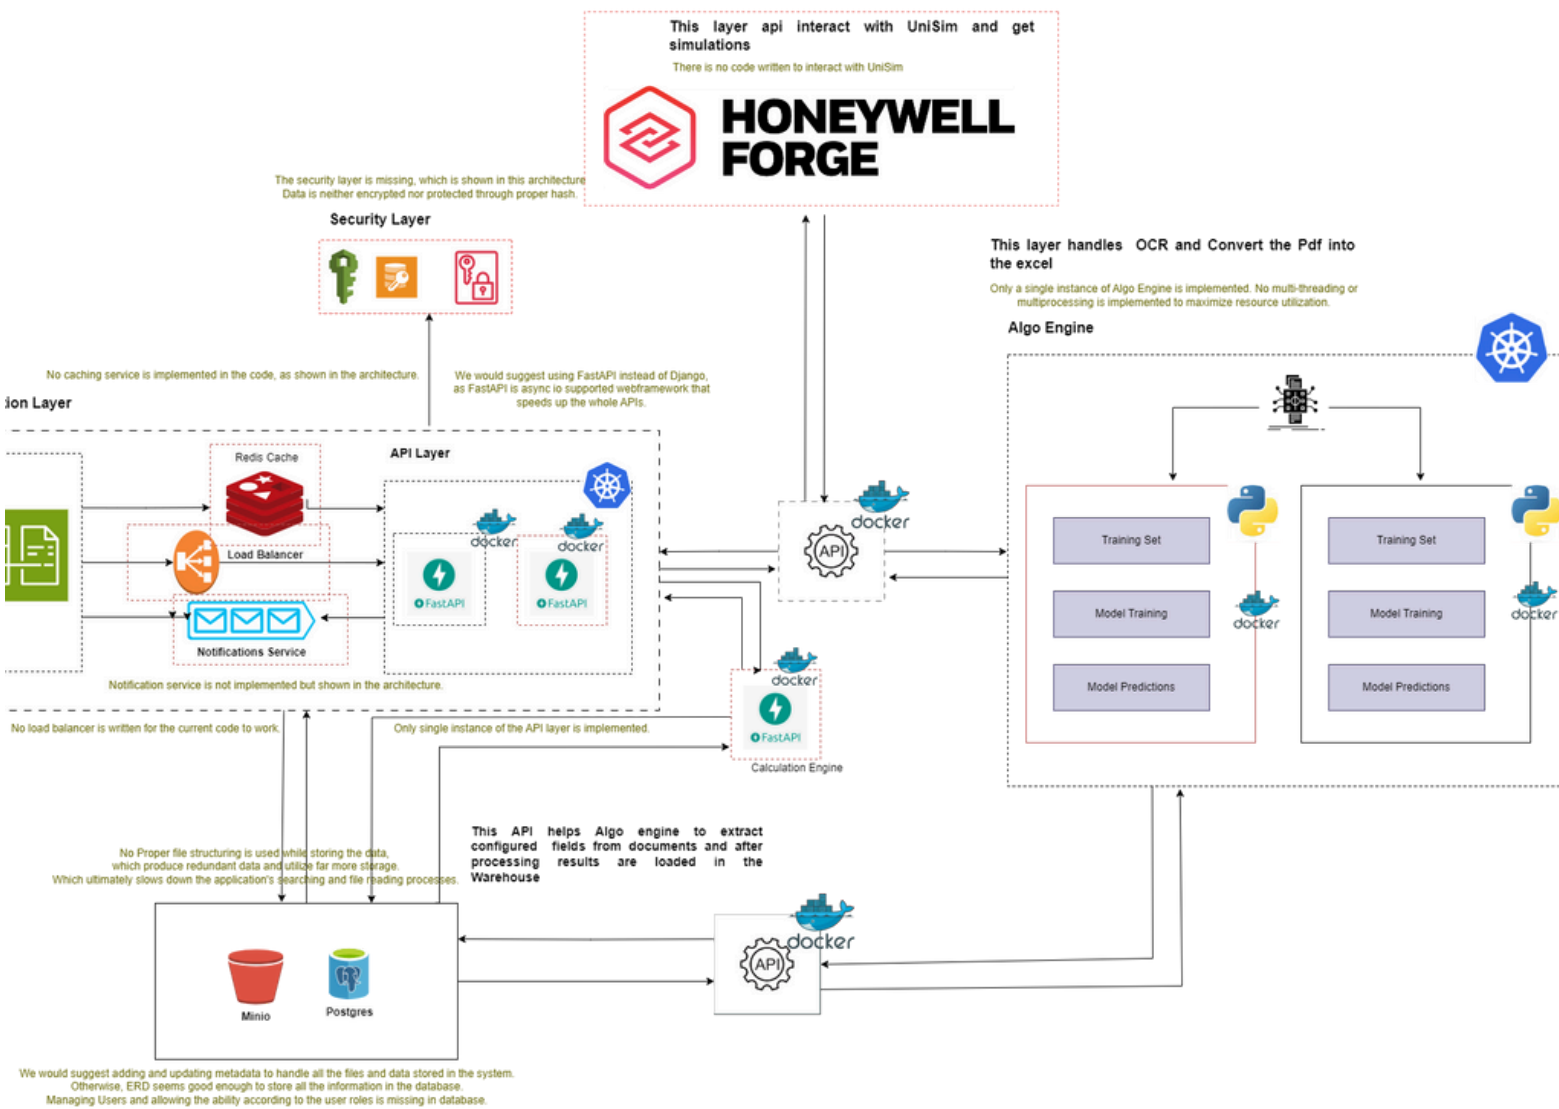 This layer api interact with UniSim and get
simulations
There is no code written to interact with UniSim
HONEYWELL
FORGE
The security layer is missing, which is shown in this architecture
Data is neither encrypted nor protected through proper hash.
Security Layer
This layer handles OCR and Convert the Pdf into
the excel
Only a single instance of Algo Engine is implemented. No multi-threading or
multiprocessing is implemented to maximize resource utilization.
Algo Engine
No caching service is implemented in the code, as shown in the architecture.
We would suggest using FastAPI instead of Django,
as FastAPI is async io supported webframework that
speeds up the whole APIs.
tion Layer
API Layer
Redis Cache
Load Balancer
Notifications Service
docker
docker
FastAPI
FastAPI
docker
API
Training Set
Model Training
Model Predictions
docker
Training Set
Model Training
Model Predictions
docker
Notification service is not implemented but shown in the architecture.
No load balancer is written for the current code to work.
Only single instance of the API layer is implemented.
docker
FastAPI
Calculation Engine
This API helps Algo engine to extract
configured fields from documents and after
processing results are loaded in the
Warehouse
No Proper file structuring is used while storing the data,
which produce redundant data and utilize far more storage.
Which ultimately slows down the application's searching and file reading processes.
docker
API
Minio
Postgres
We would suggest adding and updating metadata to handle all the files and data stored in the system.
Otherwise, ERD seems good enough to store all the information in the database.
Managing Users and allowing the ability according to the user roles is missing in database.